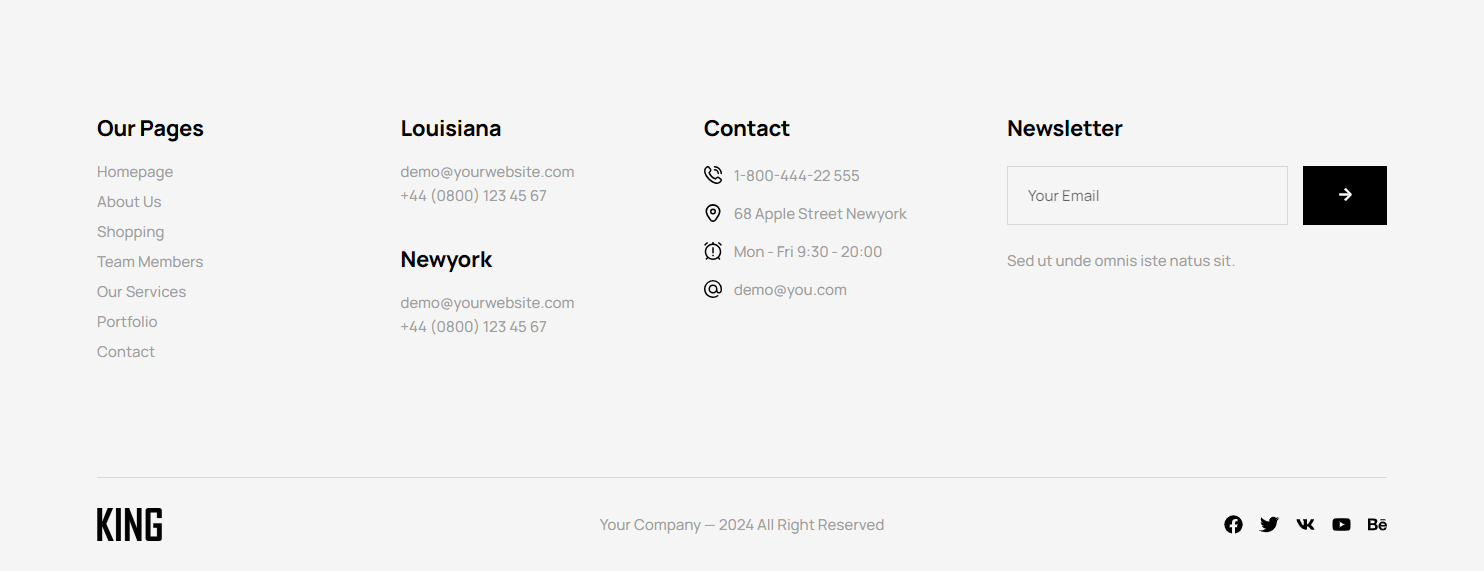 Our Pages
Homepage
About Us
Shopping
Team Members
Our Services
Portfolio
Contact
Louisiana
demo@yourwebsite.com
+44 (0800) 123 45 67
Newyork
demo@yourwebsite.com
+44 (0800) 123 45 67
Contact
1-800-444-22 555
68 Apple Street Newyork
Mon - Fri 9:30 - 20:00
demo@you.com
Newsletter
Your Email
Sed ut unde omnis iste natus sit.
KING
Your Company — 2024 All Right Reserved